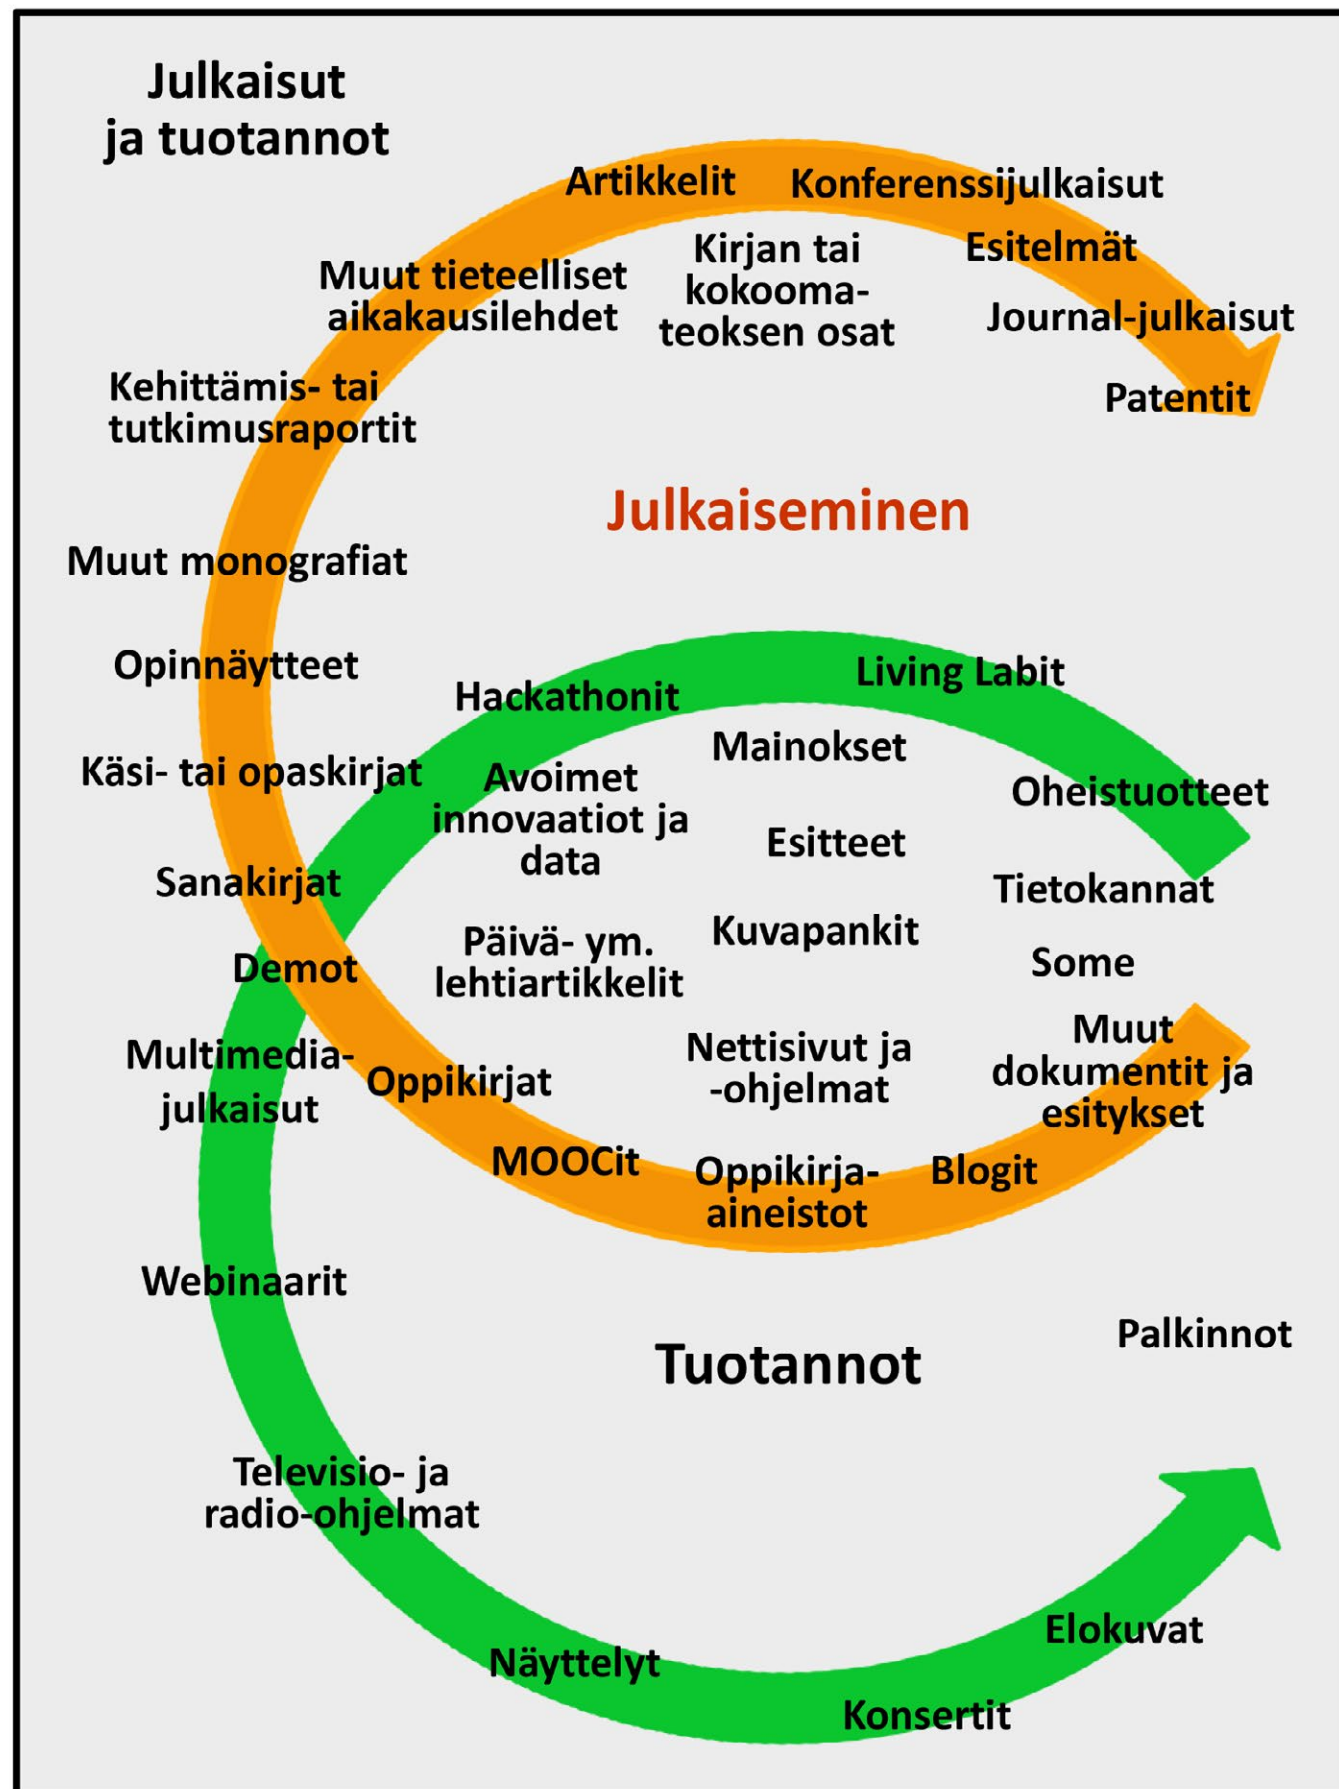 Julkaisut
ja tuotannot
Artikkelit
Konferenssijulkaisut
Kirjan tai
kokooma-
teoksen osat
Esitelmät
Muut tieteelliset
aikakausilehdet
Journal-julkaisut
Kehittämis- tai
tutkimusraportit
Patentit
Julkaiseminen
Muut monografiat
Opinnäytteet
Hackathonit
Living Labit
Mainokset
Käsi- tai opaskirjat
Avoimet
innovaatiot ja
data
Oheistuotteet
Esitteet
Sanakirjat
Tietokannat
Päivä- ym.
lehtiartikkelit
Kuvapankit
Demot
Some
Multimedia-
julkaisut
Oppikirjat
Nettisivut ja
-ohjelmat
Muut
dokumentit ja
esitykset
MOOCit
Oppikirja-
aineistot
Blogit
Webinaarit
Palkinnot
Tuotannot
Televisio- ja
radio-ohjelmat
Näyttelyt
Elokuvat
Konsertit